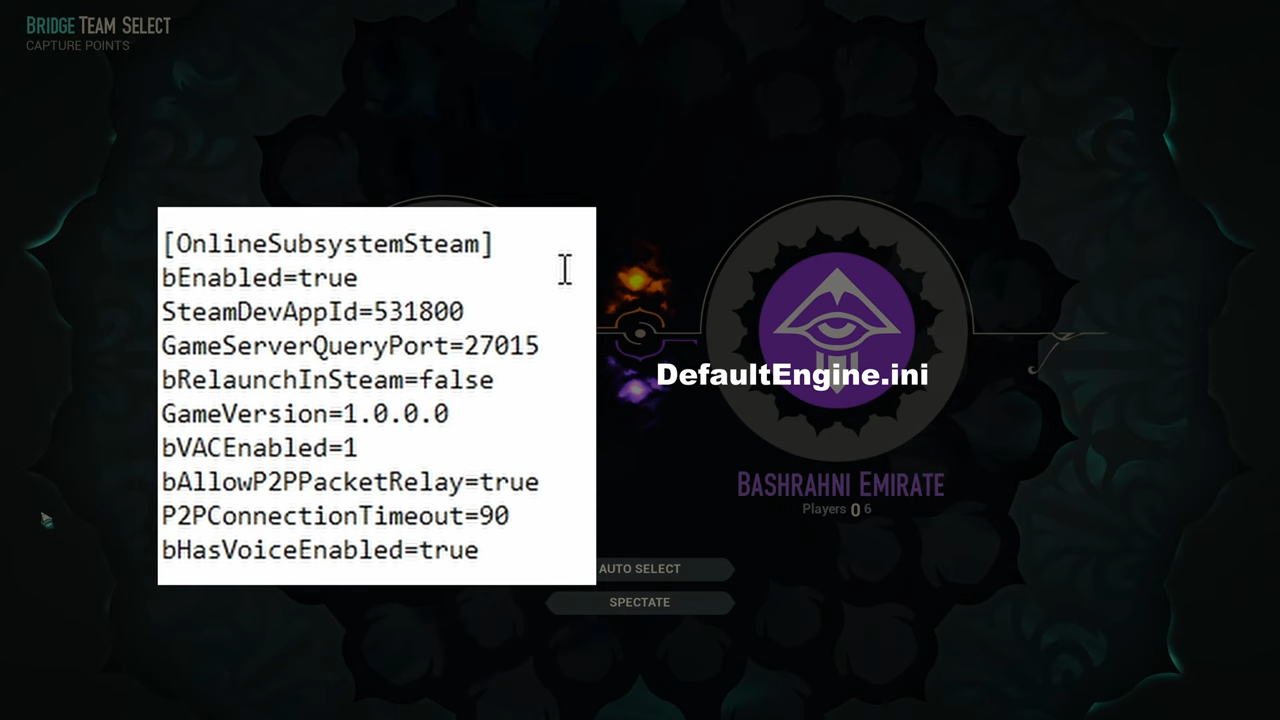 BRIDGE TEAM SELECT
CAPTURE POINTS
[OnlineSubsystemSteam]
bEnabled=true
SteamDevAppId=531800
GameServerQueryPort=27015
bRelaunchInSteam=false
GameVersion=1.0.0.0
bVACEnabled=1
bAllowP2PPacketRelay=true
P2PConnectionTimeout=90
bHasVoiceEnabled=true
DefaultEngine.ini
BASHRAHNI EMIRATE
Players 0 6
AUTO SELECT
SPECTATE